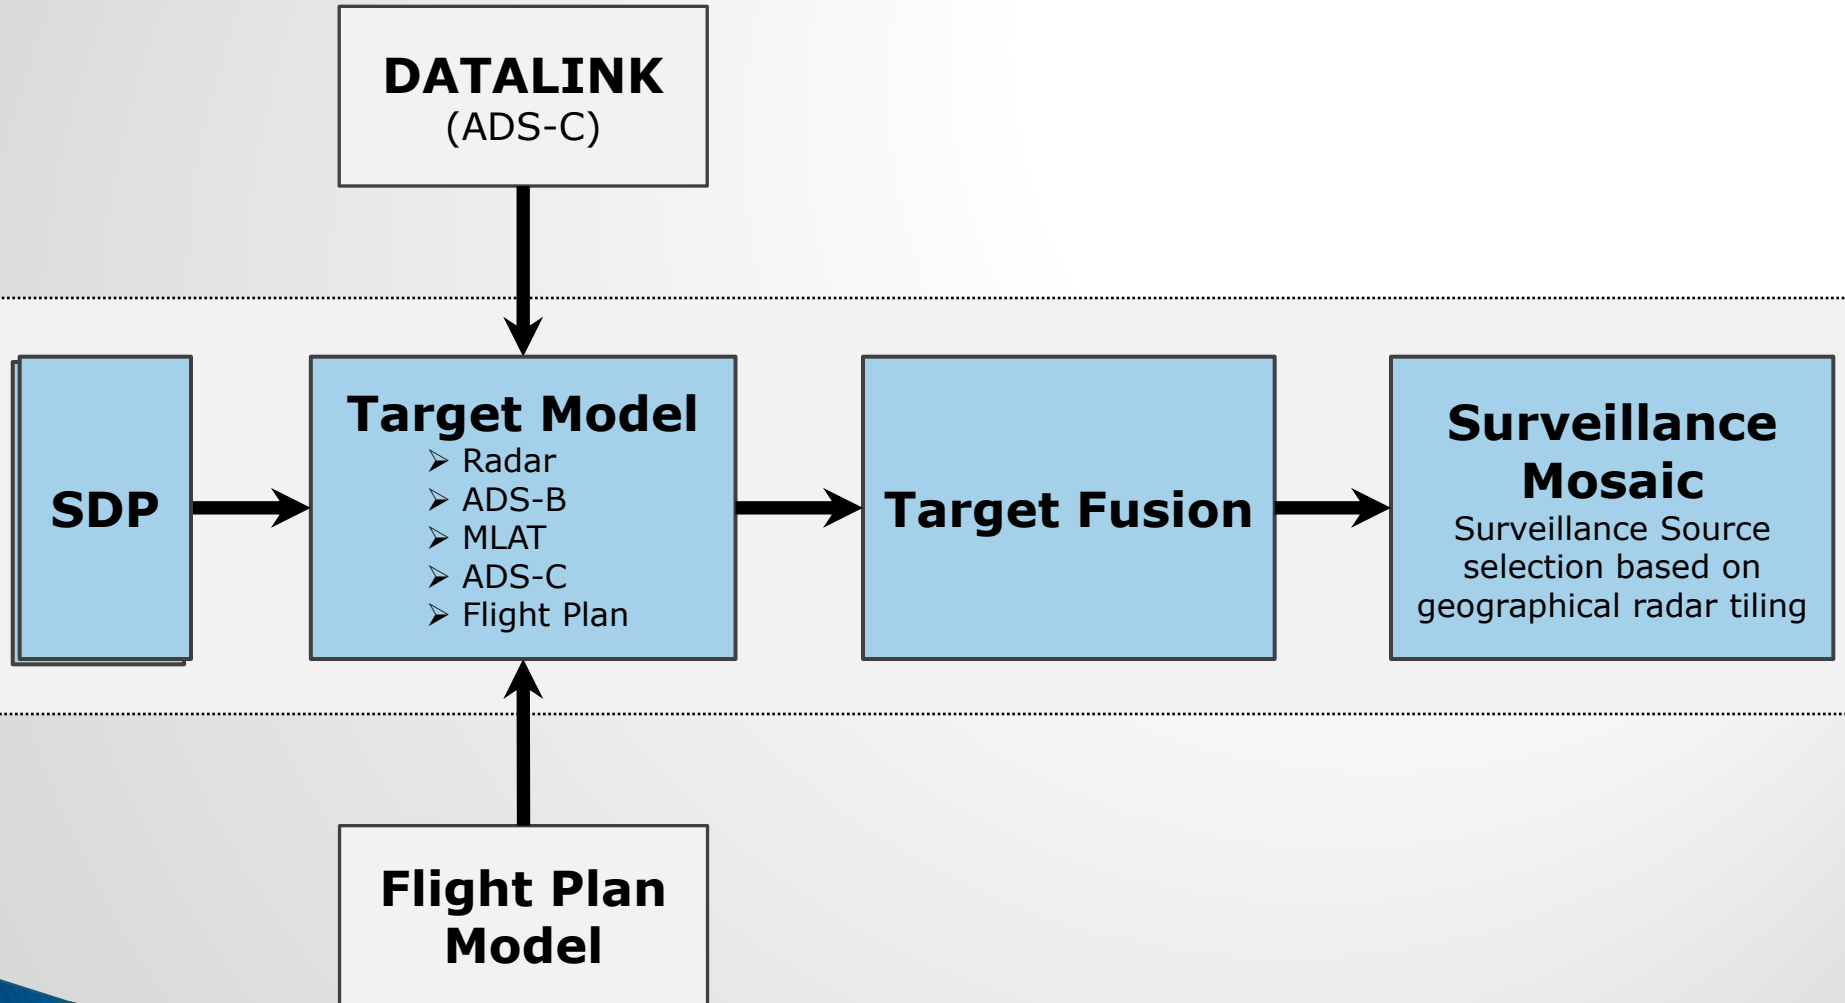 DATALINK
(ADS-C)
SDP
Target Model
➢ Radar
➢ ADS-B
➢ MLAT
➢ ADS-C
➢ Flight Plan
Target Fusion
Surveillance
Mosaic
Surveillance Source
selection based on
geographical radar tiling
Flight Plan
Model